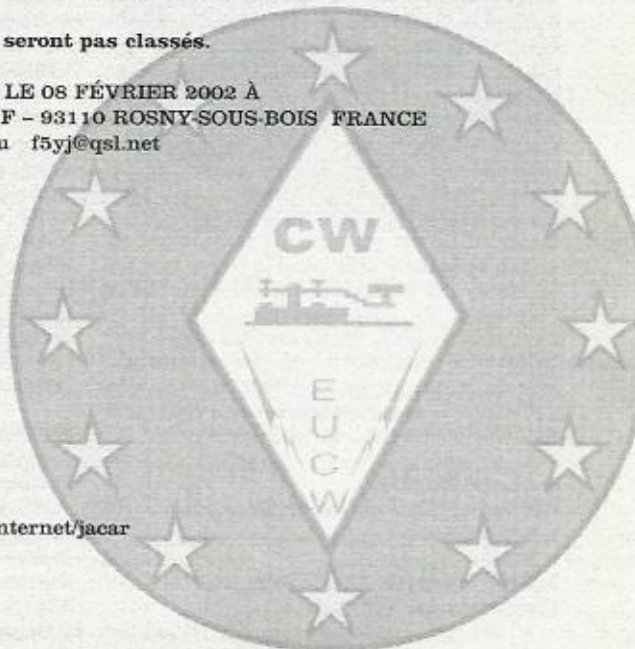 seront pas classés.
LE 08 FÉVRIER 2002 À
F – 93110 ROSNY-SOUS-BOIS FRANCE
u f5yj@qsl.net
CW
E
U
C
W
nternet/jacar